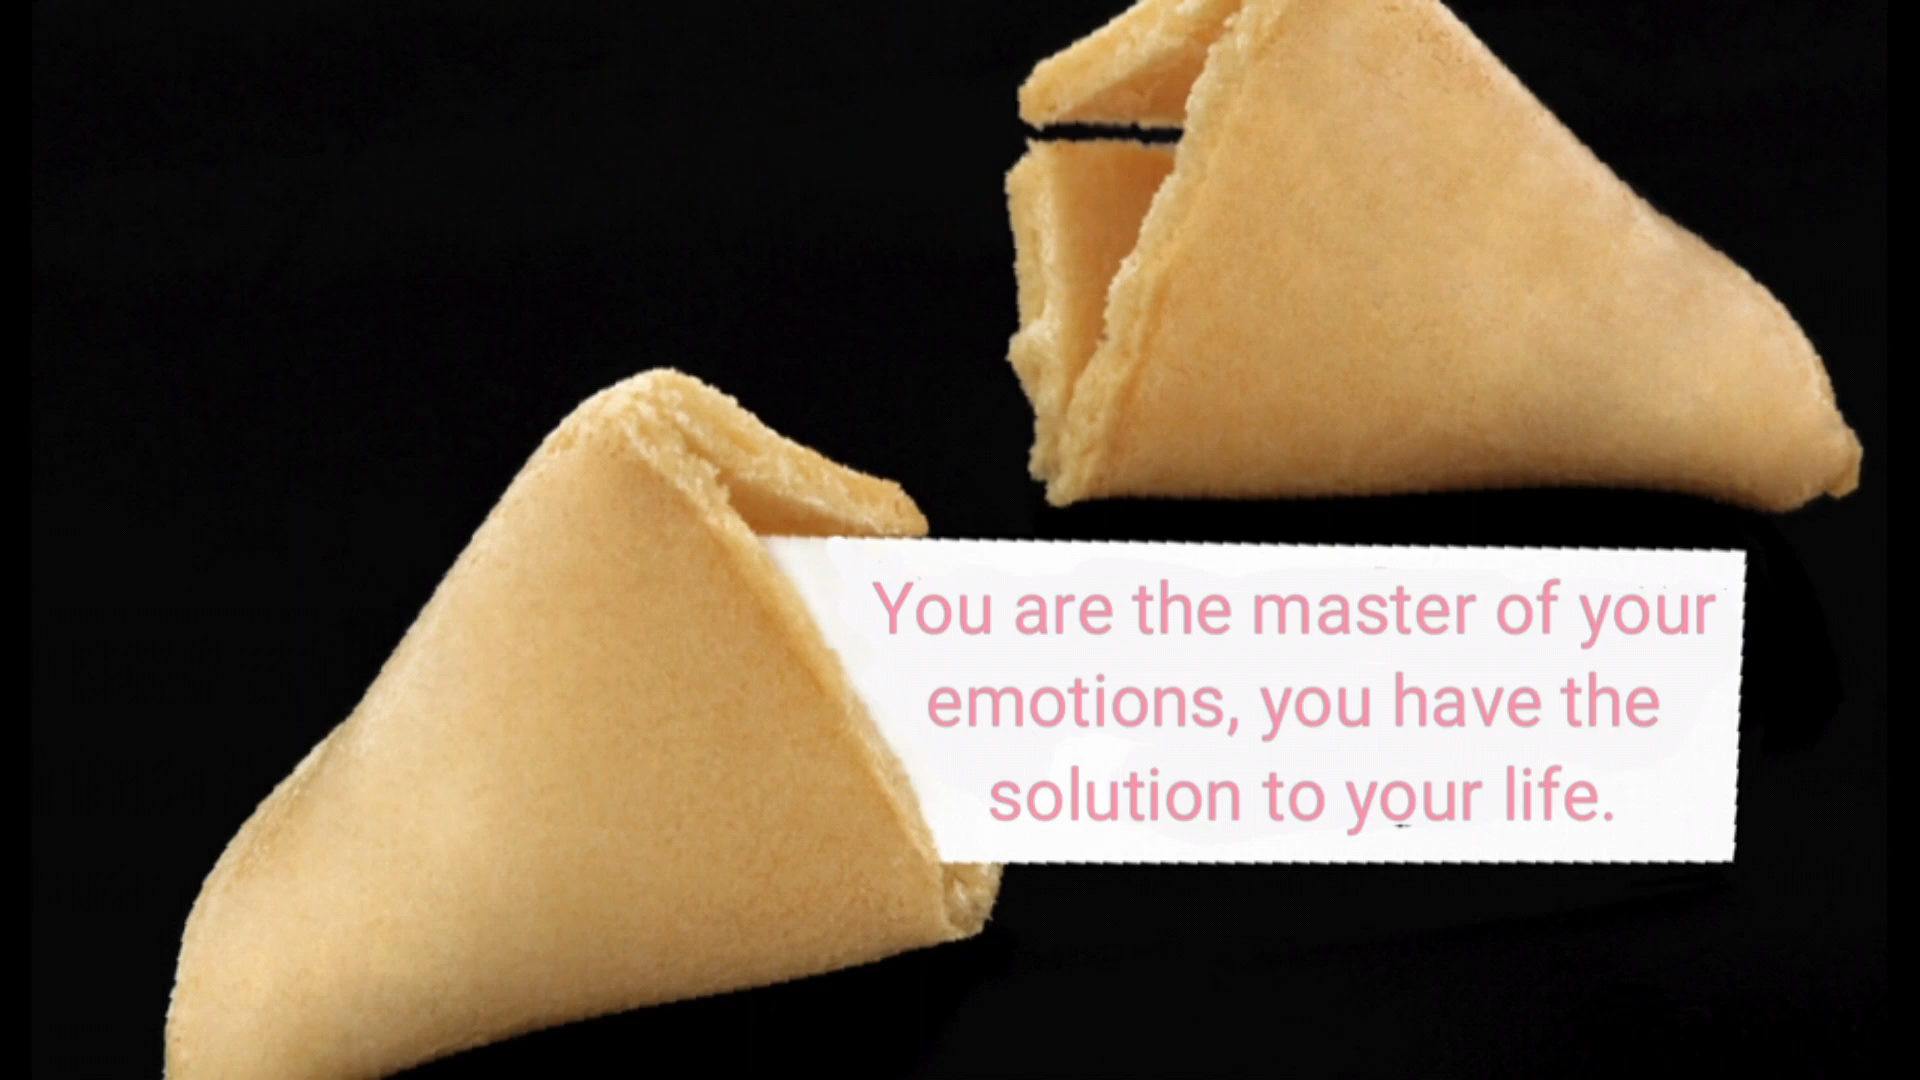 You are the master of your
emotions, you have the
solution to your life.